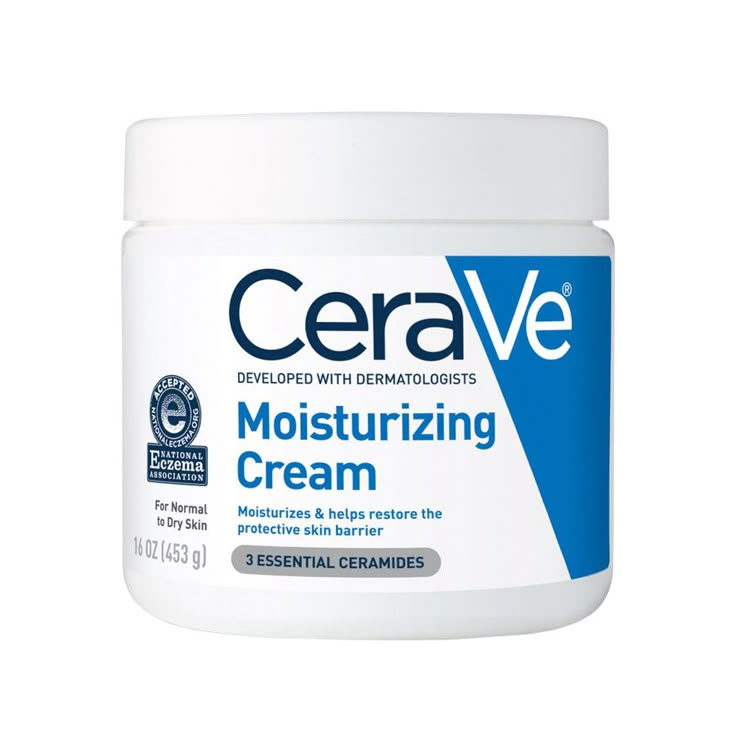 CeraVe®
DEVELOPED WITH DERMATOLOGISTS
Moisturizing
Cream
Moisturizes & helps restore the
protective skin barrier
3 ESSENTIAL CERAMIDES
ACCEPTED
NATIONALECZEMA.ORG
e
NATIONAL
Eczema
ASSOCIATION
For Normal
to Dry Skin
16 OZ (453 g)